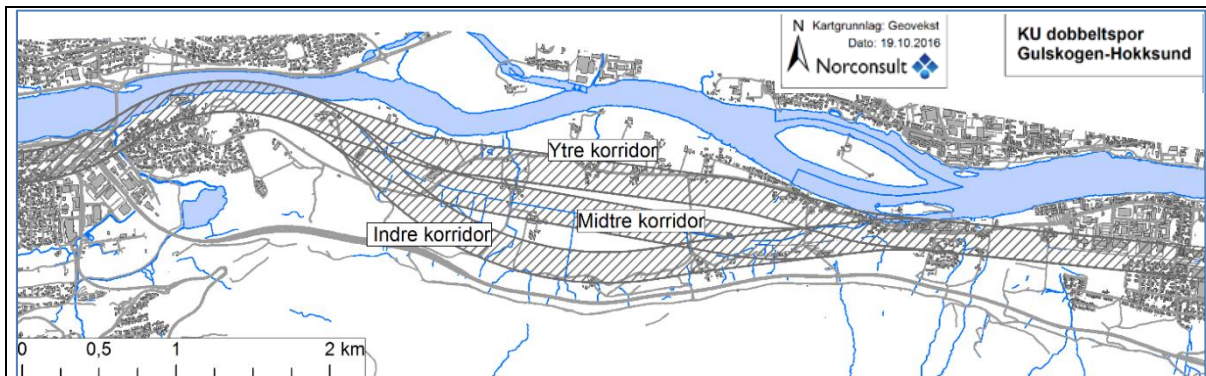 N Kartgrunnlag: Geovekst
Dato: 19.10.2016
Norconsult
KU dobbeltspor
Gulskogen-Hokksund
Ytre korridor
Midtre korridor
Indre korridor
0 0,5 1 2 km